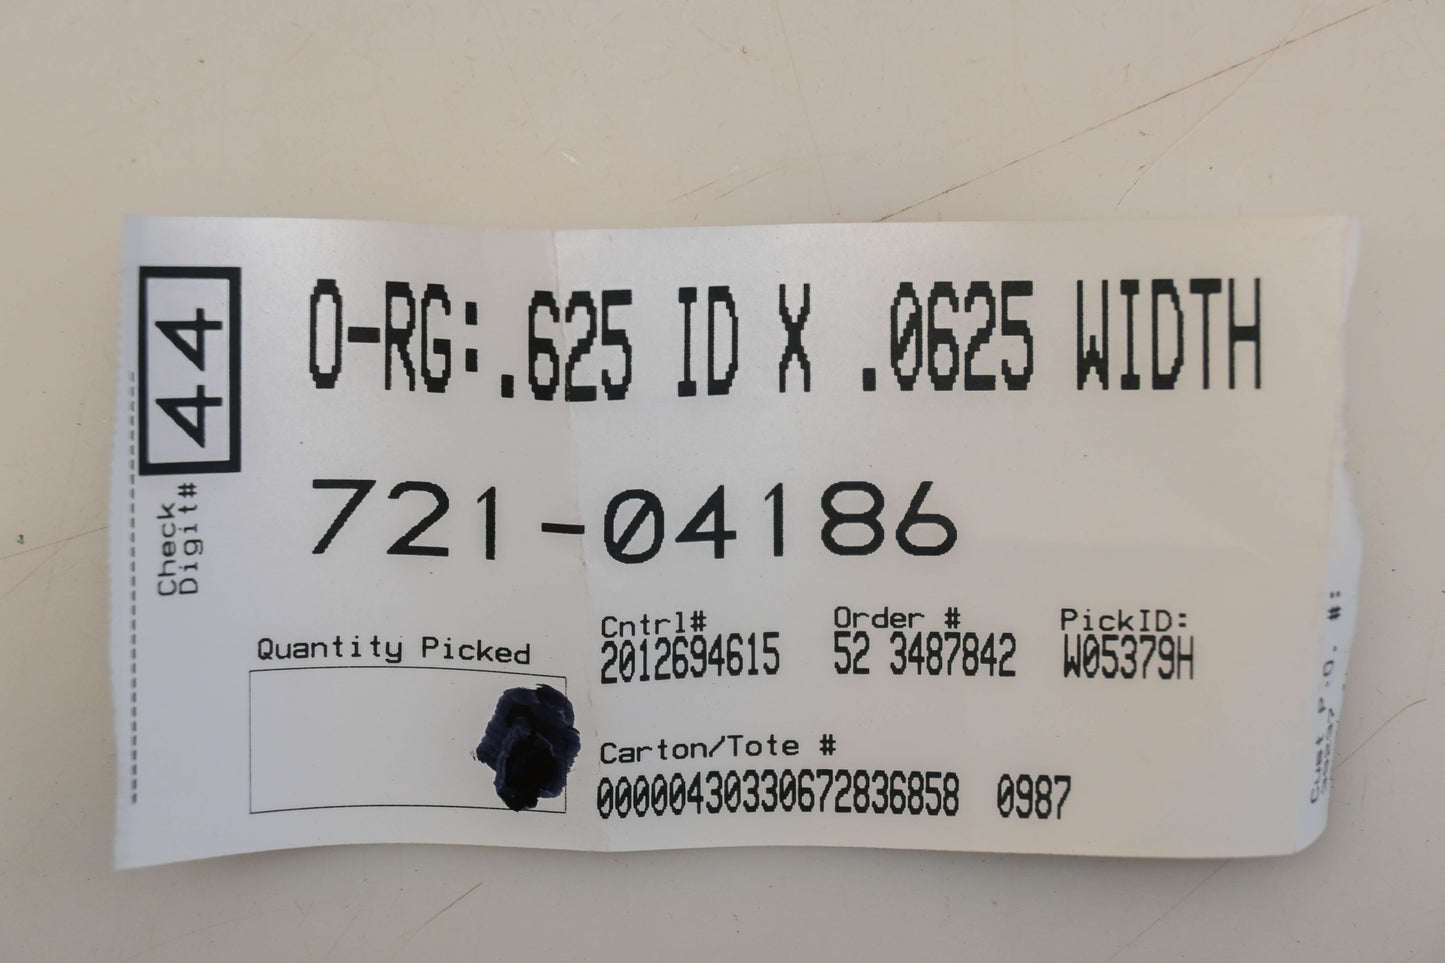 O-RG: .625 ID X .0625 WIDTH
44
Check
Digit#
721-04186
Quantity Picked
Cntrl#
2012694615
Order #
52 3487842
PickID:
W05379H
Carton/Tote #
00000430330672836858 0987
Cust P.O. #: